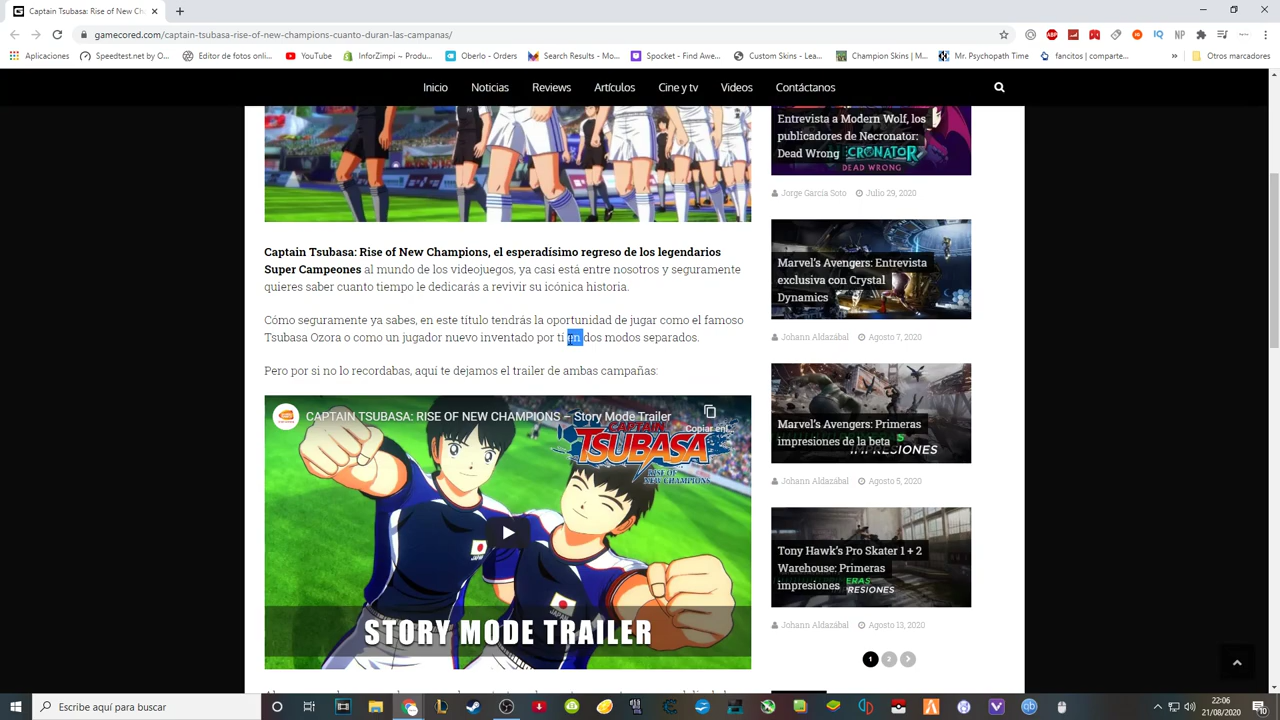 Captain Tsubasa: Rise of New Ch
gamecored.com/captain-tsubasa-rise-of-new-champions-cuanto-duran-las-campanas/
Aplicaciones
Speedtest.net by O...
Editor de fotos onli...
YouTube
InforZimpi ~ Produ...
Oberlo - Orders
Search Results - Mo...
Spocket - Find Awe...
Custom Skins - Lea...
Champion Skins | M...
Mr. Psychopath Time
fancitos | comparte...
»
Otros marcadores
Inicio
Noticias
Reviews
Artículos
Cine y tv
Videos
Contáctanos
Captain Tsubasa: Rise of New Champions, el esperadísimo regreso de los legendarios
Super Campeones al mundo de los videojuegos, ya casi está entre nosotros y seguramente
quieres saber cuanto tiempo le dedicarás a revivir su icónica historia.
Cómo seguramente ya sabes, en este título tendrás la oportunidad de jugar como el famoso
Tsubasa Ozora o como un jugador nuevo inventado por ti en dos modos separados.
Pero por si no lo recordabas, aquí te dejamos el trailer de ambas campañas:
CAPTAIN TSUBASA: RISE OF NEW CHAMPIONS – Story Mode Trailer
Copiar enl...
CAPTAIN
TSUBASA
RISE OF
NEW CHAMPIONS
JAPAN
STORY MODE TRAILER
Entrevista a Modern Wolf, los
publicadores de Necronator:
Dead Wrong
CRONATOR
DEAD WRONG
Jorge García Soto
Julio 29, 2020
Marvel's Avengers: Entrevista
exclusiva con Crystal
Dynamics
Johann Aldazábal
Agosto 7, 2020
Marvel's Avengers: Primeras
impresiones de la beta
IMPRESIONES
Johann Aldazábal
Agosto 5, 2020
Tony Hawk's Pro Skater 1 + 2
Warehouse: Primeras
impresiones
Johann Aldazábal
Agosto 13, 2020
1
2
Escribe aquí para buscar
22:06
21/08/2020